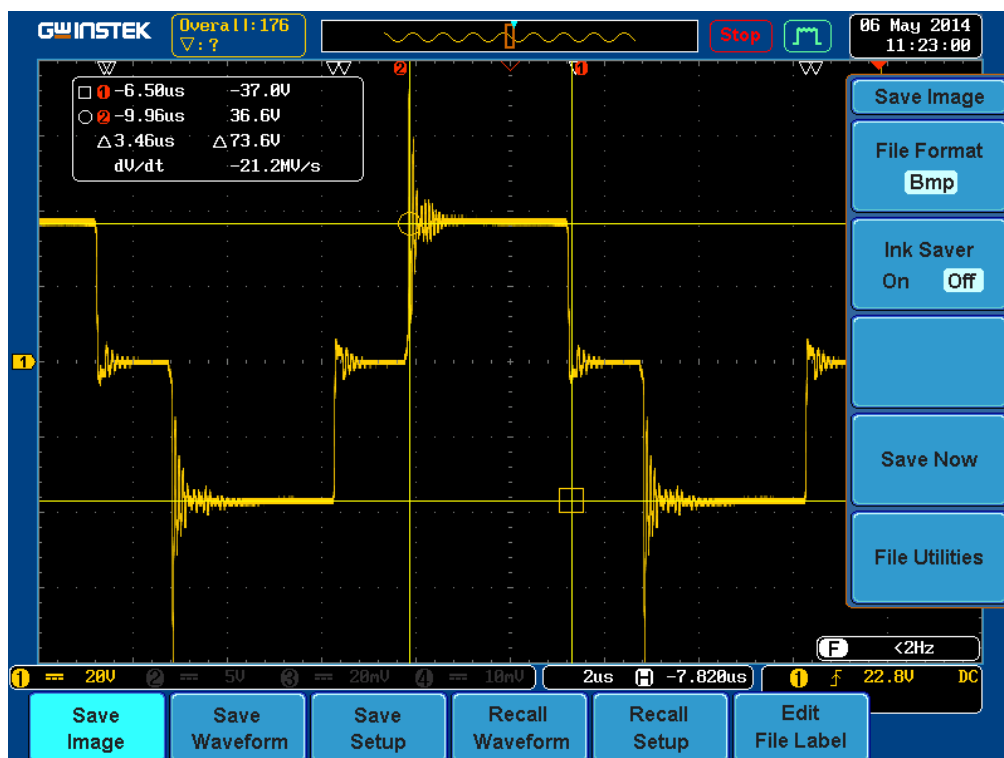 GWINSTEK
Overall:176
▽:?
Stop
06 May 2014
11:23:00
2
1
□ 1 -6.50us -37.0V
○ 2 -9.96us 36.6V
△3.46us △73.6V
dV/dt -21.2MV/s
1
Save Image
File Format
Bmp
Ink Saver
On Off
Save Now
File Utilities
F <2Hz
1 20V 2 5V 3 20mV 4 10mV 2us H -7.820us 1 22.8V DC
Save Image
Save Waveform
Save Setup
Recall Waveform
Recall Setup
Edit File Label